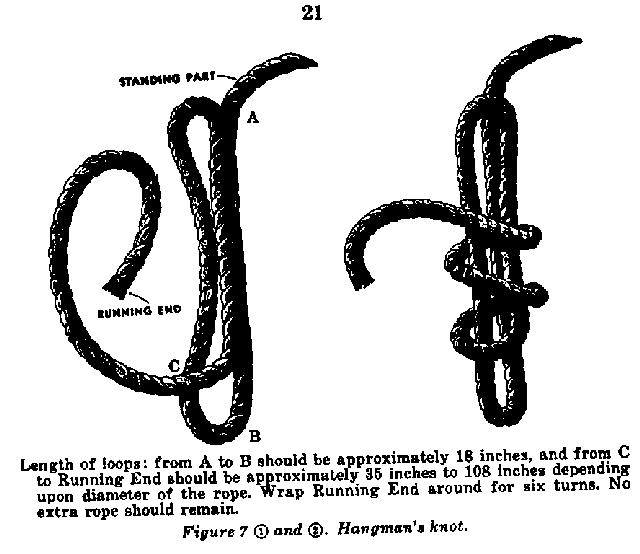 21
STANDING PART
A
RUNNING END
C
B
Length of loops: from A to B should be approximately 18 inches, and from C
to Running End should be approximately 35 inches to 108 inches depending
upon diameter of the rope. Wrap Running End around for six turns. No
extra rope should remain.
Figure 7 ① and ②. Hangman's knot.